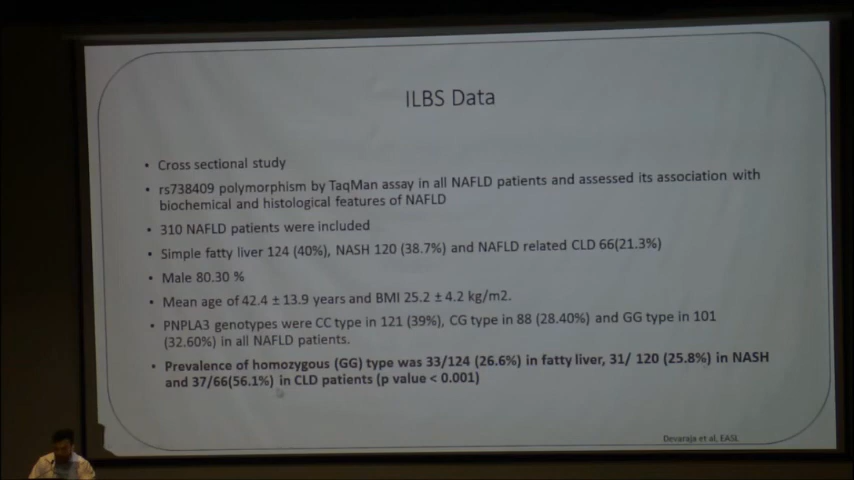 ILBS Data
• Cross sectional study
• rs738409 polymorphism by TaqMan assay in all NAFLD patients and assessed its association with
biochemical and histological features of NAFLD
• 310 NAFLD patients were included
• Simple fatty liver 124 (40%), NASH 120 (38.7%) and NAFLD related CLD 66(21.3%)
• Male 80.30 %
• Mean age of 42.4 ± 13.9 years and BMI 25.2 ± 4.2 kg/m2.
• PNPLA3 genotypes were CC type in 121 (39%), CG type in 88 (28.40%) and GG type in 101
(32.60%) in all NAFLD patients.
• Prevalence of homozygous (GG) type was 33/124 (26.6%) in fatty liver, 31/ 120 (25.8%) in NASH
and 37/66(56.1%) in CLD patients (p value < 0.001)
Devaraja et al, EASL